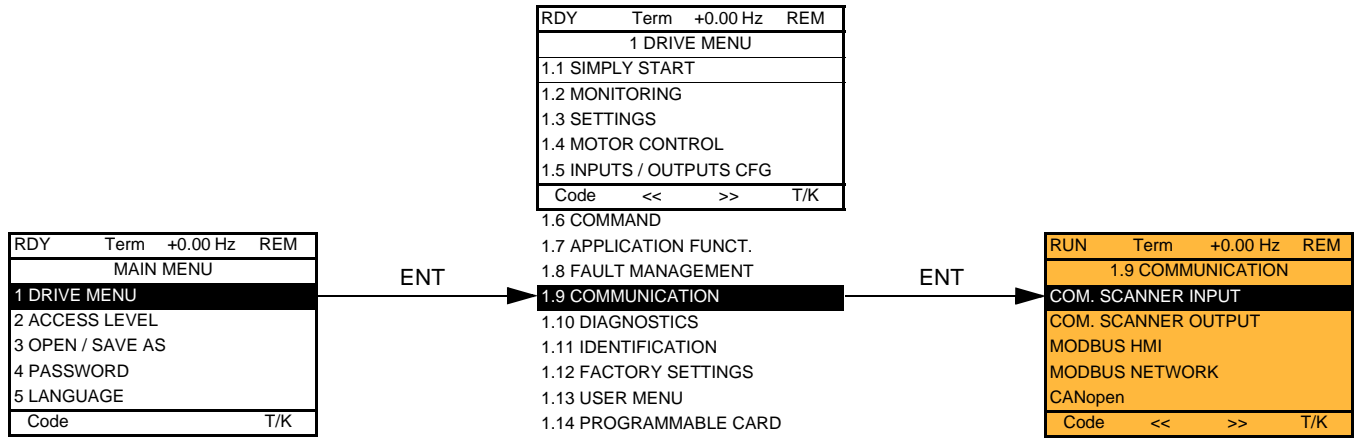 RDY Term +0.00 Hz REM
MAIN MENU
1 DRIVE MENU
2 ACCESS LEVEL
3 OPEN / SAVE AS
4 PASSWORD
5 LANGUAGE
Code T/K
ENT
RDY Term +0.00 Hz REM
1 DRIVE MENU
1.1 SIMPLY START
1.2 MONITORING
1.3 SETTINGS
1.4 MOTOR CONTROL
1.5 INPUTS / OUTPUTS CFG
Code << >> T/K
1.6 COMMAND
1.7 APPLICATION FUNCT.
1.8 FAULT MANAGEMENT
1.9 COMMUNICATION
1.10 DIAGNOSTICS
1.11 IDENTIFICATION
1.12 FACTORY SETTINGS
1.13 USER MENU
1.14 PROGRAMMABLE CARD
ENT
RUN Term +0.00 Hz REM
1.9 COMMUNICATION
COM. SCANNER INPUT
COM. SCANNER OUTPUT
MODBUS HMI
MODBUS NETWORK
CANopen
Code << >> T/K